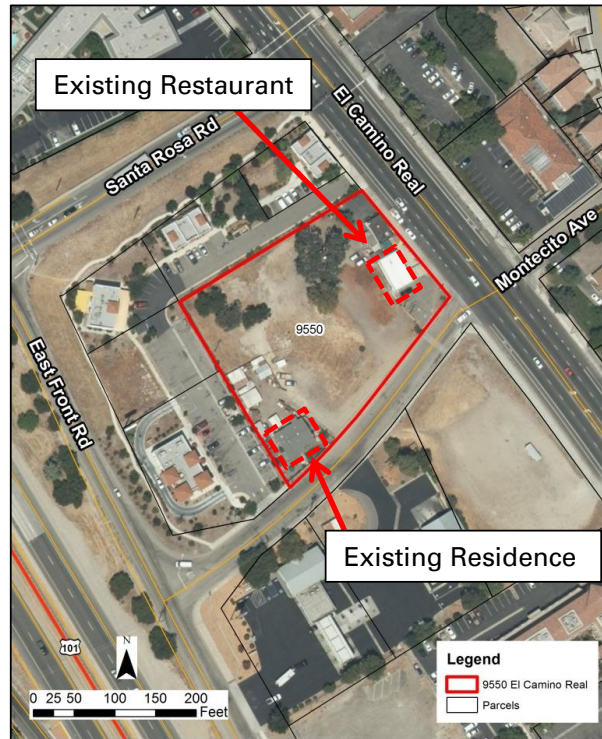 Existing Restaurant
El Camino Real
Santa Rosa Rd
Montecito Ave
9550
East Front Rd
Existing Residence
101
N
0 25 50 100 150 200
Feet
Legend
9550 El Camino Real
Parcels